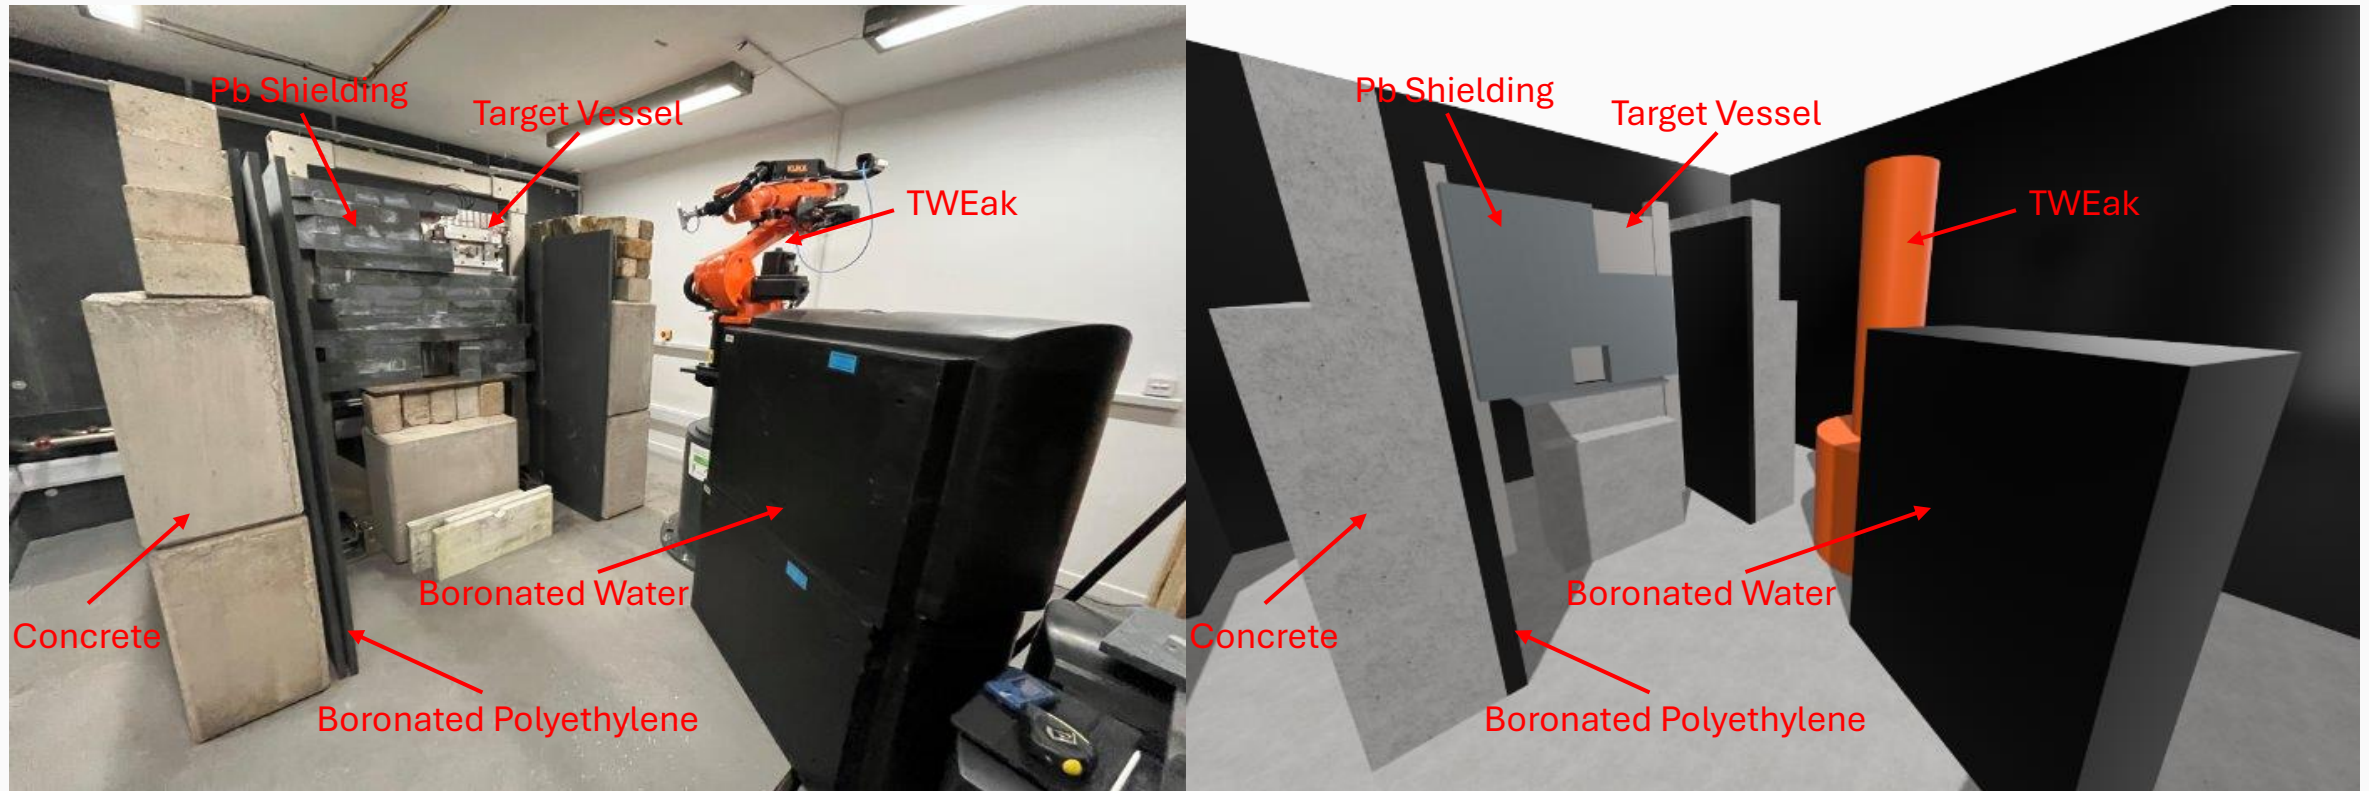 Pb Shielding
Target Vessel
KUKA
TWEak
Boronated Water
Concrete
Boronated Polyethylene
Pb Shielding
Target Vessel
TWEak
Boronated Water
Concrete
Boronated Polyethylene